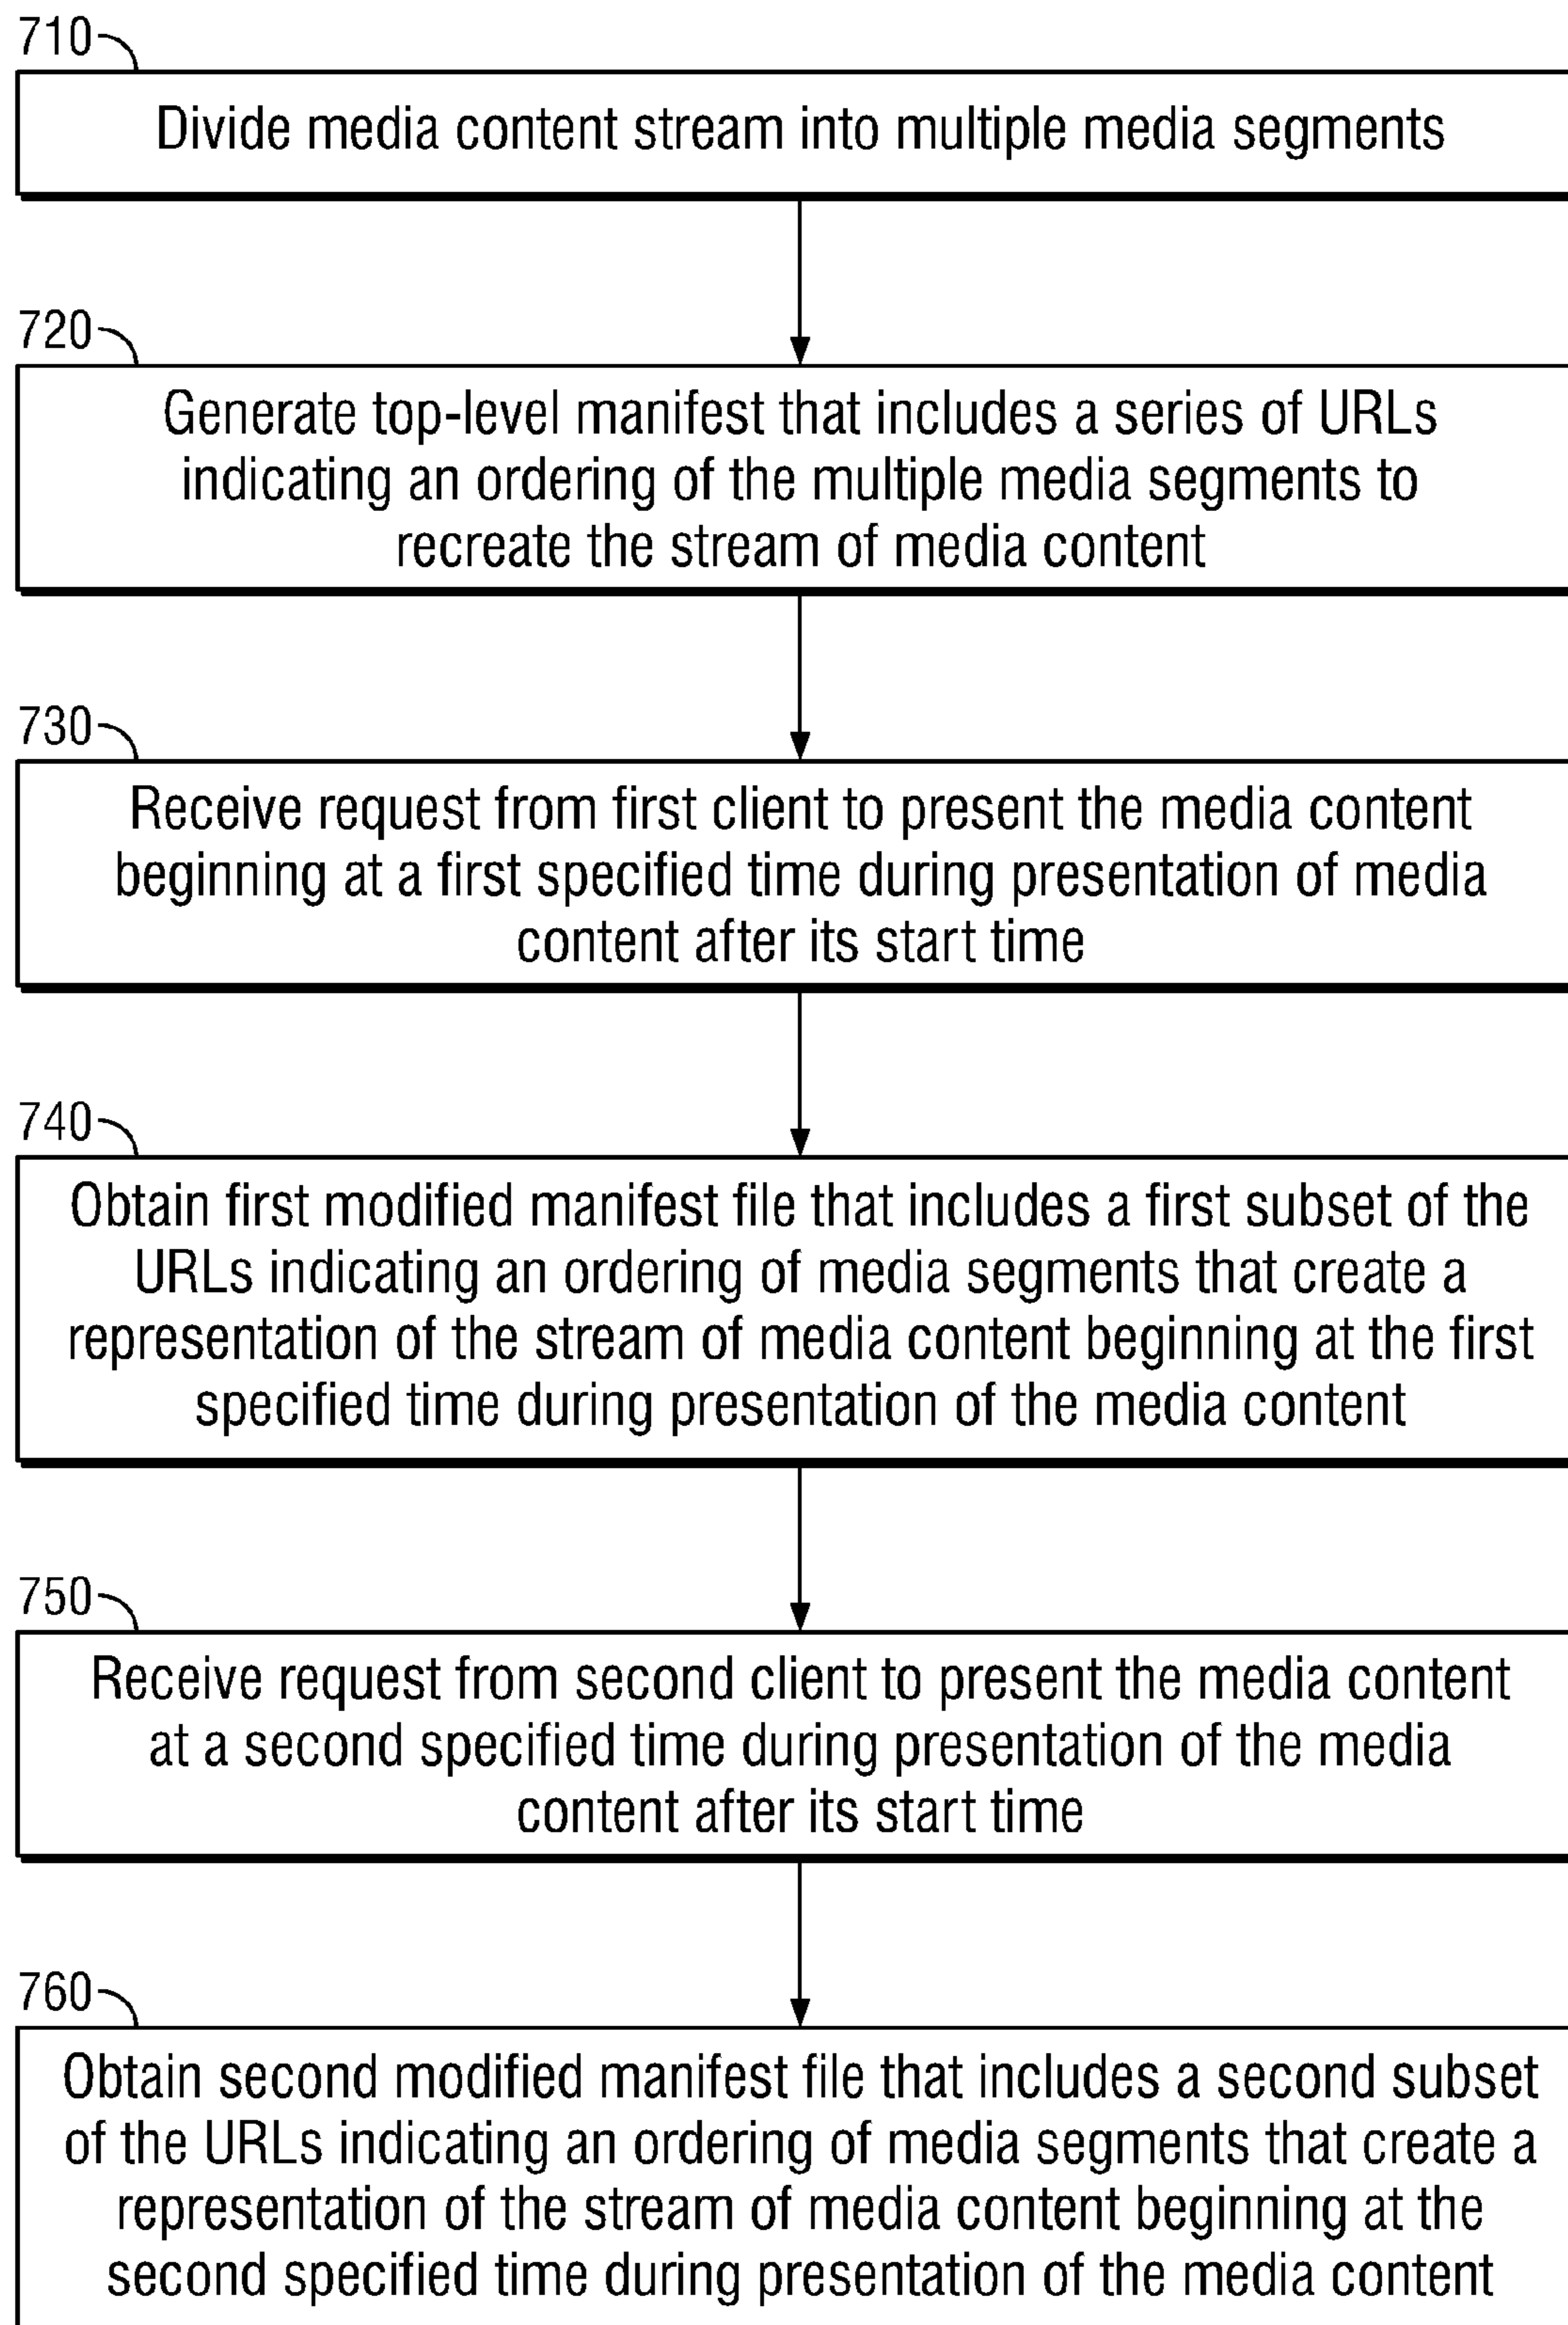 710
Divide media content stream into multiple media segments
720
Generate top-level manifest that includes a series of URLs
indicating an ordering of the multiple media segments to
recreate the stream of media content
730
Receive request from first client to present the media content
beginning at a first specified time during presentation of media
content after its start time
740
Obtain first modified manifest file that includes a first subset of the
URLs indicating an ordering of media segments that create a
representation of the stream of media content beginning at the first
specified time during presentation of the media content
750
Receive request from second client to present the media content
at a second specified time during presentation of the media
content after its start time
760
Obtain second modified manifest file that includes a second subset
of the URLs indicating an ordering of media segments that create a
representation of the stream of media content beginning at the
second specified time during presentation of the media content